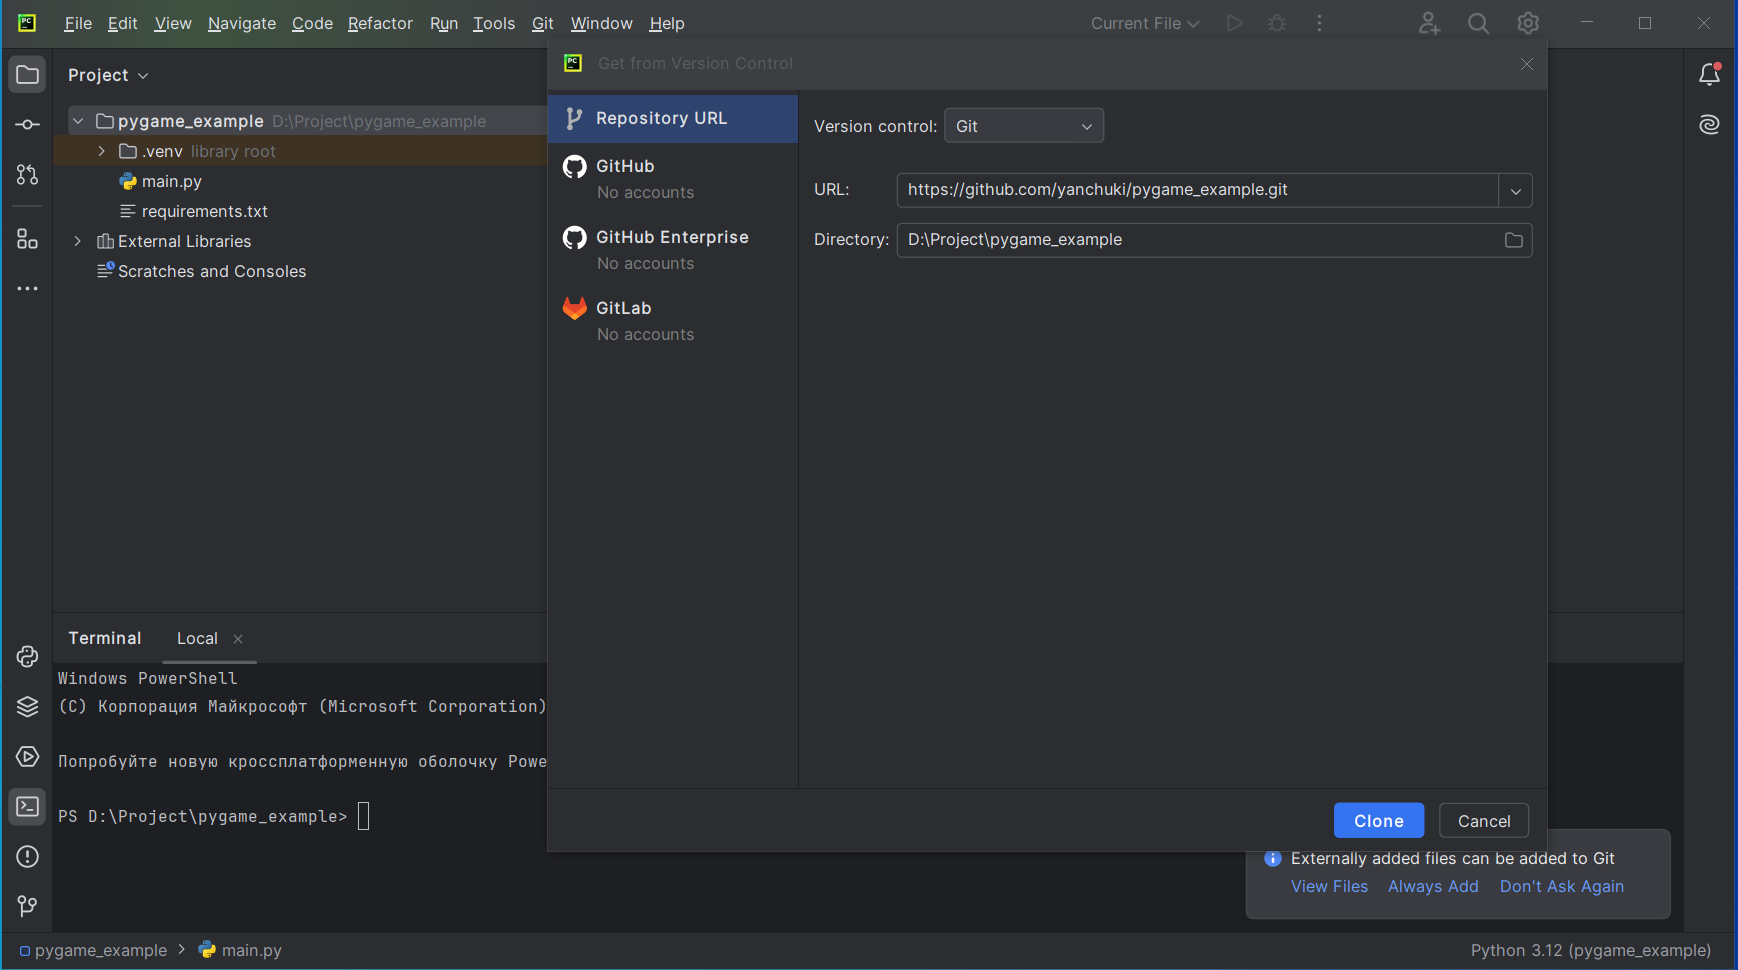 File Edit View Navigate Code Refactor Run Tools Git Window Help Current File
Project
pygame_example D:\Project\pygame_example
.venv library root
main.py
requirements.txt
External Libraries
Scratches and Consoles
PC Get from Version Control
Repository URL
GitHub
No accounts
GitHub Enterprise
No accounts
GitLab
No accounts
Version control: Git
URL: https://github.com/yanchuki/pygame_example.git
Directory: D:\Project\pygame_example
Clone Cancel
Terminal Local
Windows PowerShell
(C) Корпорация Майкрософт (Microsoft Corporation)
Попробуйте новую кроссплатформенную оболочку Powe
PS D:\Project\pygame_example>
Externally added files can be added to Git
View Files Always Add Don't Ask Again
pygame_example > main.py Python 3.12 (pygame_example)